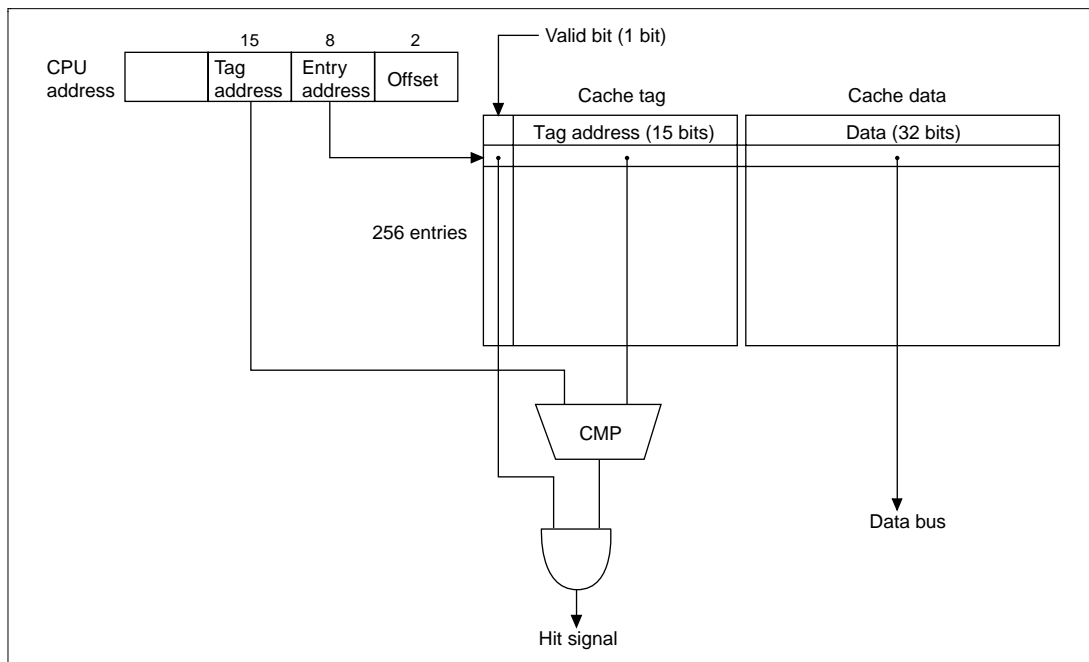 15 8 2
Valid bit (1 bit)
CPU
address
Tag
address
Entry
address
Offset
Cache tag
Cache data
Tag address (15 bits)
Data (32 bits)
256 entries
CMP
Data bus
Hit signal